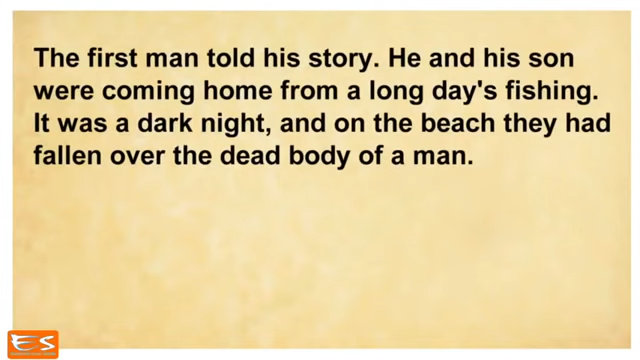 The first man told his story. He and his son
were coming home from a long day's fishing.
It was a dark night, and on the beach they had
fallen over the dead body of a man.
ES